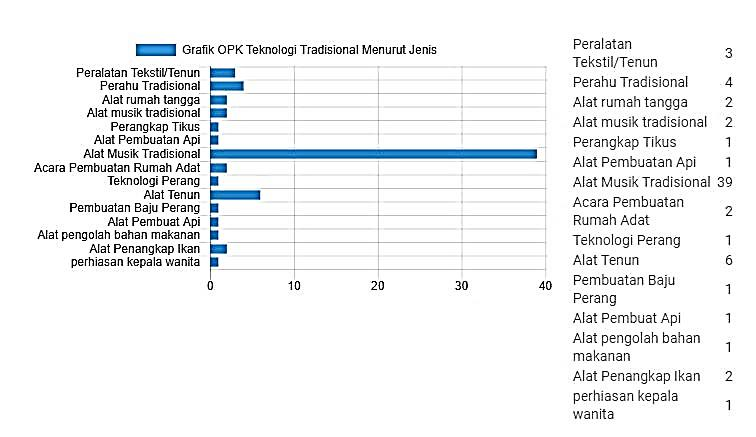 Grafik OPK Teknologi Tradisional Menurut Jenis
Peralatan Tekstil/Tenun
Perahu Tradisional
Alat rumah tangga
Alat musik tradisional
Perangkap Tikus
Alat Pembuatan Api
Alat Musik Tradisional
Acara Pembuatan Rumah Adat
Teknologi Perang
Alat Tenun
Pembuatan Baju Perang
Alat Pembuat Api
Alat pengolah bahan makanan
Alat Penangkap Ikan
perhiasan kepala wanita
0 10 20 30 40
Peralatan
Tekstil/Tenun 3
Perahu Tradisional 4
Alat rumah tangga 2
Alat musik tradisional 2
Perangkap Tikus 1
Alat Pembuatan Api 1
Alat Musik Tradisional 39
Acara Pembuatan
Rumah Adat 2
Teknologi Perang 1
Alat Tenun 6
Pembuatan Baju
Perang 1
Alat Pembuat Api 1
Alat pengolah bahan
makanan 1
Alat Penangkap Ikan 2
perhiasan kepala
wanita 1